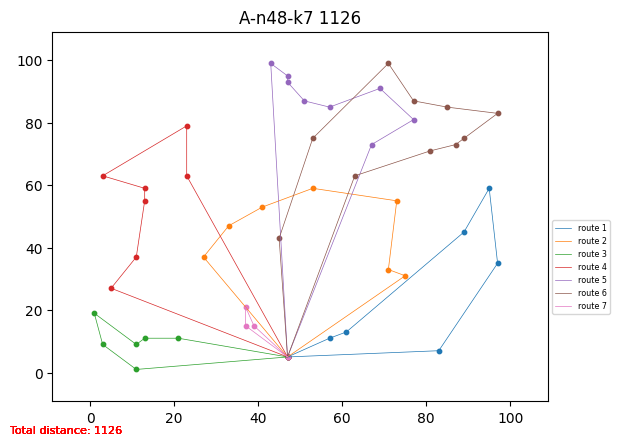 A-n48-k7 1126
100
80
60
40
20
0
0 20 40 60 80 100
route 1
route 2
route 3
route 4
route 5
route 6
route 7
Total distance: 1126